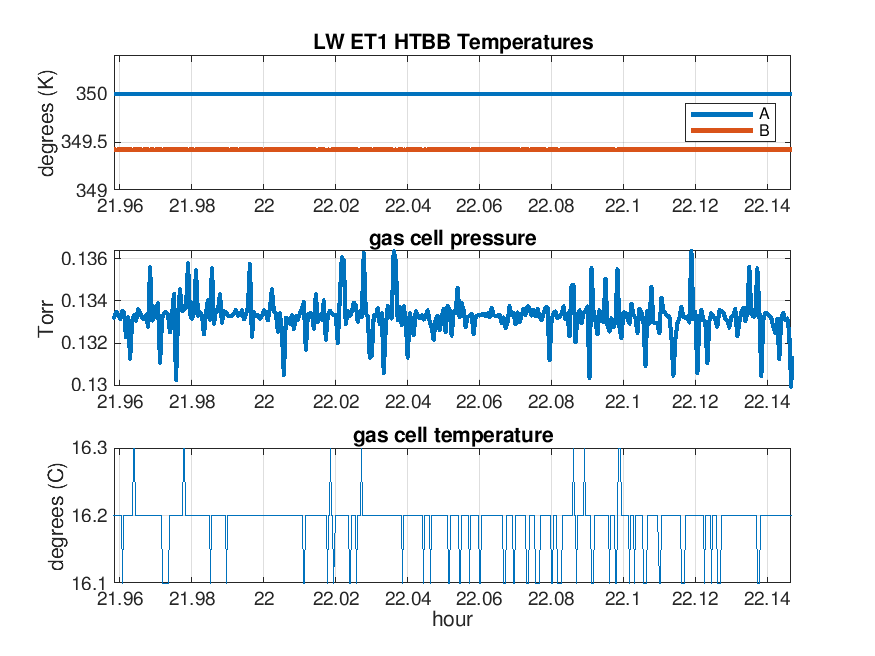 LW ET1 HTBB Temperatures
degrees (K)
350
349.5
349
A
B
21.96 21.98 22 22.02 22.04 22.06 22.08 22.1 22.12 22.14
gas cell pressure
Torr
0.136
0.134
0.132
0.13
21.96 21.98 22 22.02 22.04 22.06 22.08 22.1 22.12 22.14
gas cell temperature
degrees (C)
16.3
16.2
16.1
21.96 21.98 22 22.02 22.04 22.06 22.08 22.1 22.12 22.14
hour